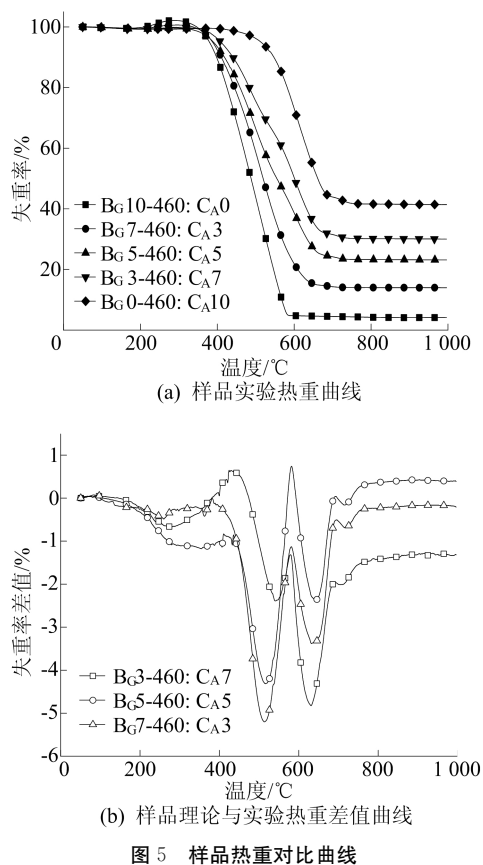 100
80
60
40
20
失重率/%
BG10-460: CA0
BG7-460: CA3
BG5-460: CA5
BG3-460: CA7
BG0-460: CA10
0 200 400 600 800 1 000
温度/℃
(a) 样品实验热重曲线
1
0
-1
-2
-3
-4
-5
-6
失重率差值/%
BG3-460: CA7
BG5-460: CA5
BG7-460: CA3
0 200 400 600 800 1 000
温度/℃
(b) 样品理论与实验热重差值曲线
图 5 样品热重对比曲线